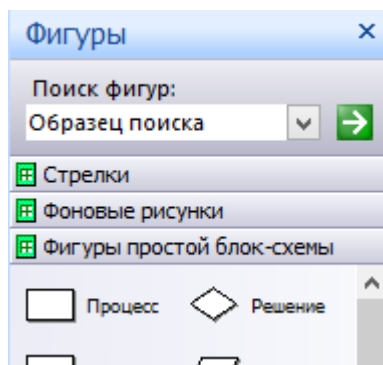 Фигуры
Поиск фигур:
Образец поиска
Стрелки
Фоновые рисунки
Фигуры простой блок-схемы
Процесс Решение